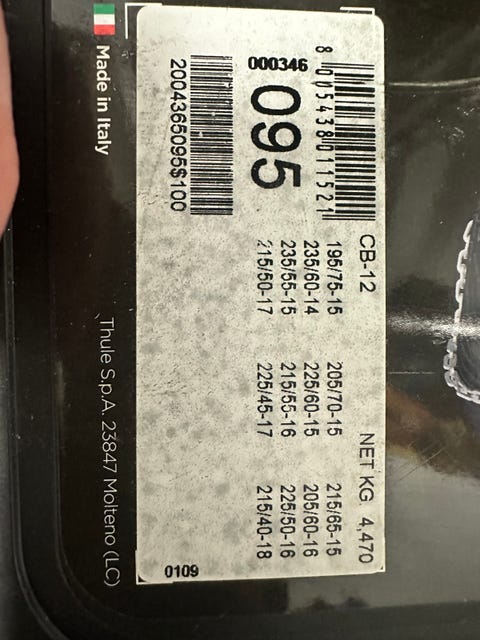 8 005438 011521
CB-12 NET KG. 4,470
195/75-15 205/70-15 215/65-15
235/60-14 225/60-15 205/60-16
235/55-15 215/55-16 225/50-16
215/50-17 225/45-17 215/40-18
000346
095
2004365095$100
0109
Made in Italy
Thule S.p.A. 23847 Molteno (LC)